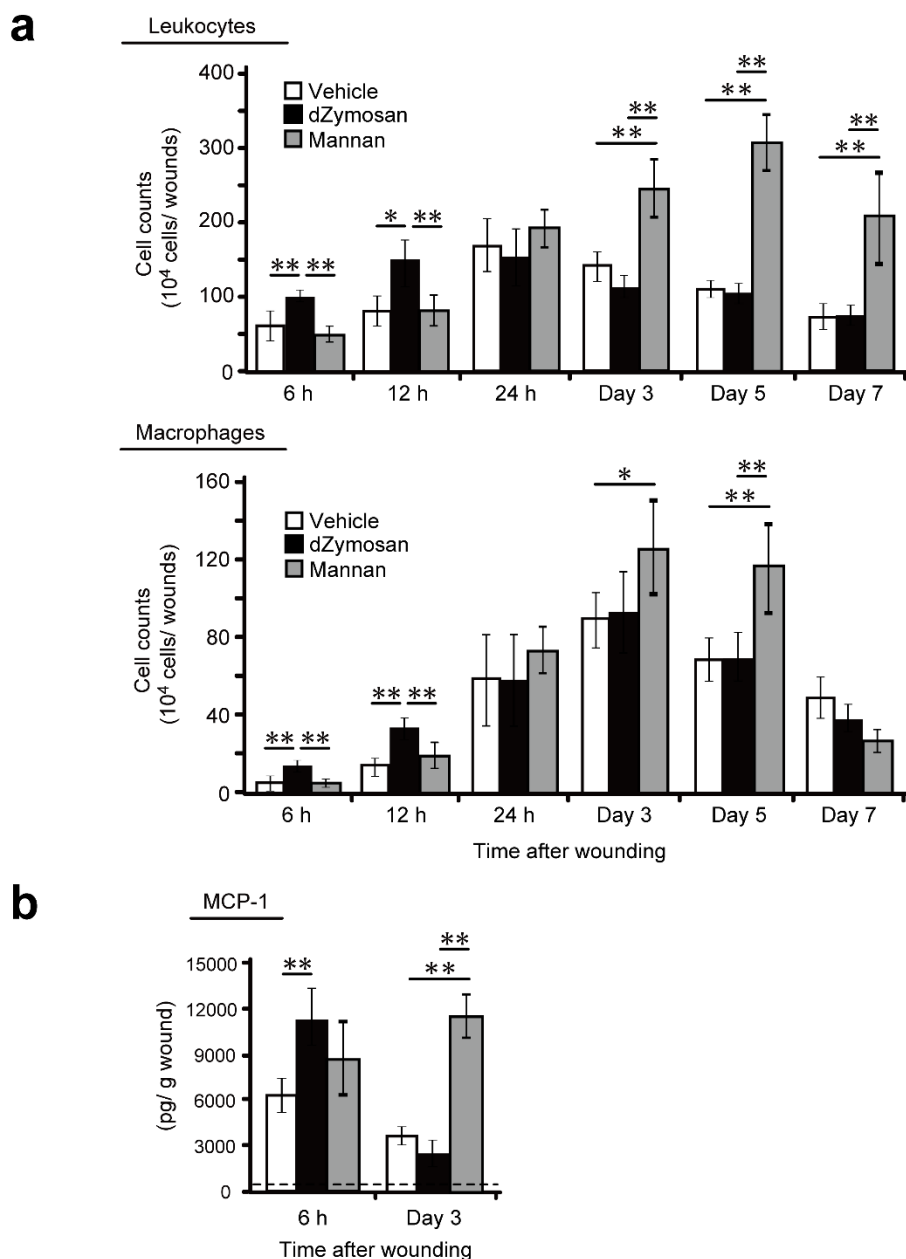 a
Leukocytes
Cell counts
(10⁴ cells/ wounds)
400
300
200
100
0
Vehicle
dZymosan
Mannan
** **
* **
**
**
**
**
**
**
6 h 12 h 24 h Day 3 Day 5 Day 7
Macrophages
Cell counts
(10⁴ cells/ wounds)
160
120
80
40
0
Vehicle
dZymosan
Mannan
** **
** **
*
**
**
6 h 12 h 24 h Day 3 Day 5 Day 7
Time after wounding
b
MCP-1
(pg/ g wound)
15000
12000
9000
6000
3000
0
**
**
**
6 h Day 3
Time after wounding